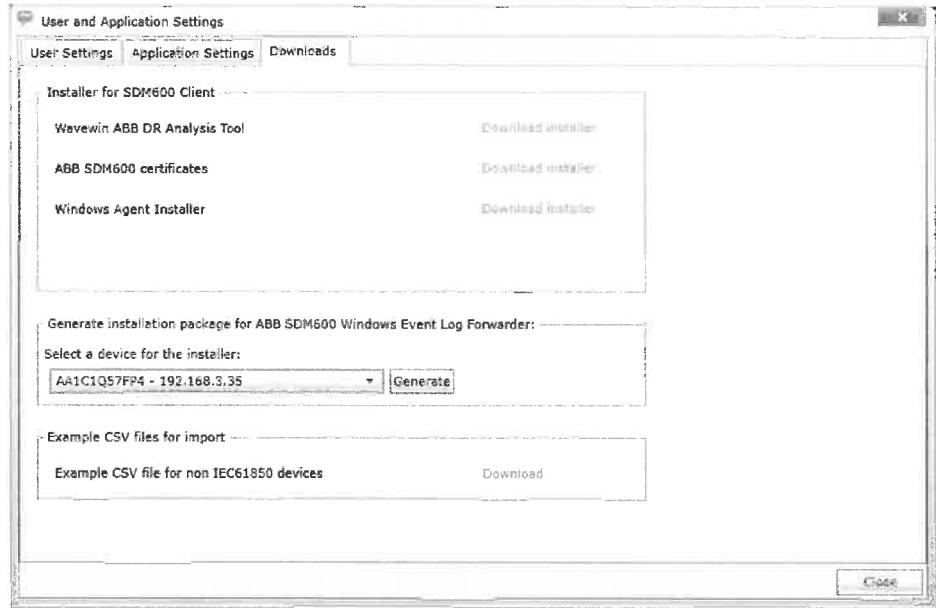 User and Application Settings
User Settings Application Settings Downloads
Installer for SDM600 Client
Wavewin ABB DR Analysis Tool Download installer
ABB SDM600 certificates Download installer
Windows Agent Installer Download installer
Generate installation package for ABB SDM600 Windows Event Log Forwarder:
Select a device for the installer:
AA1C1Q57FP4 - 192.168.3.35 Generate
Example CSV files for import
Example CSV file for non IEC61850 devices Download
Close